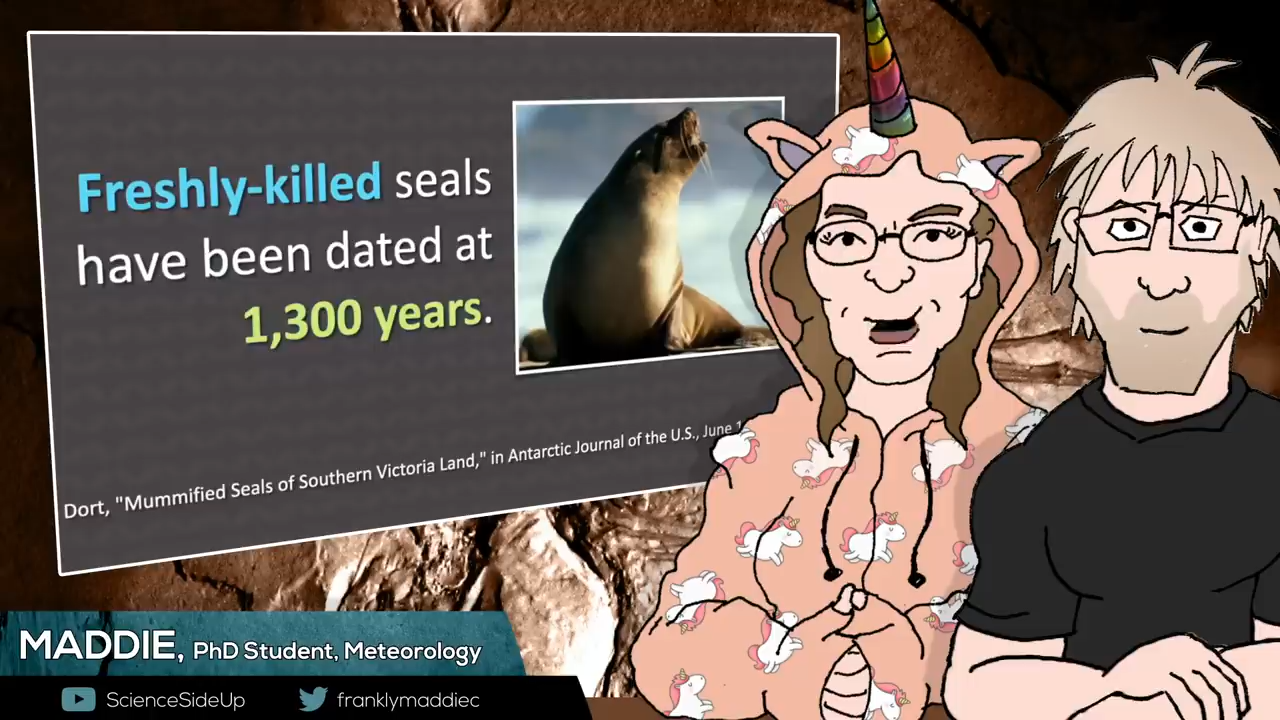 Freshly-killed seals
have been dated at
1,300 years.
Dort, "Mummified Seals of Southern Victoria Land," in Antarctic Journal of the U.S., June
MADDIE, PhD Student, Meteorology
ScienceSideUp
franklymaddiec